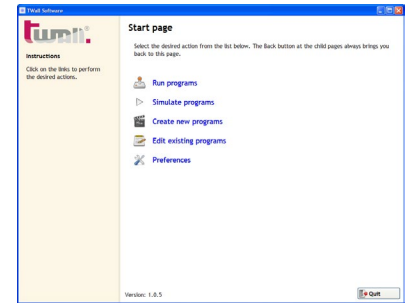 TWall Software
twall.
Instructions
Click on the links to perform
the desired actions.
Start page
Select the desired action from the list below. The Back button at the child pages always brings you
back to this page.
Run programs
Simulate programs
Create new programs
Edit existing programs
Preferences
Version: 1.0.5
Quit